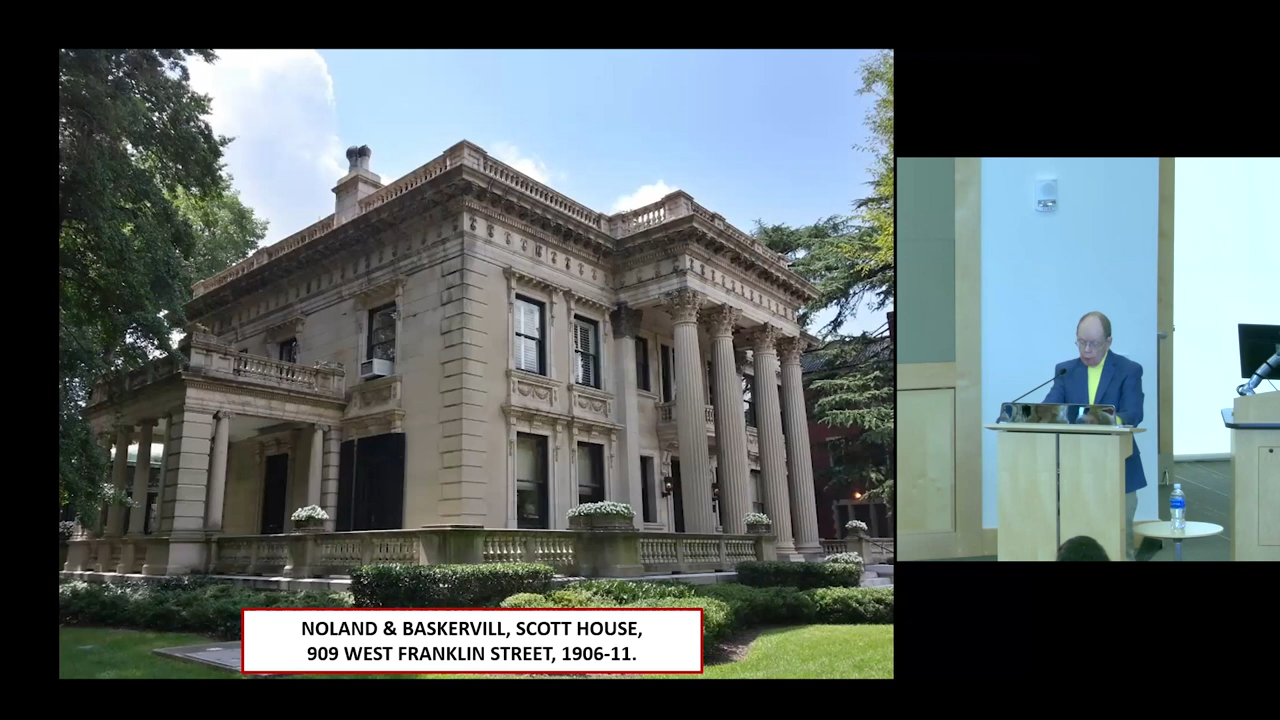 NOLAND & BASKERVILL, SCOTT HOUSE,
909 WEST FRANKLIN STREET, 1906-11.